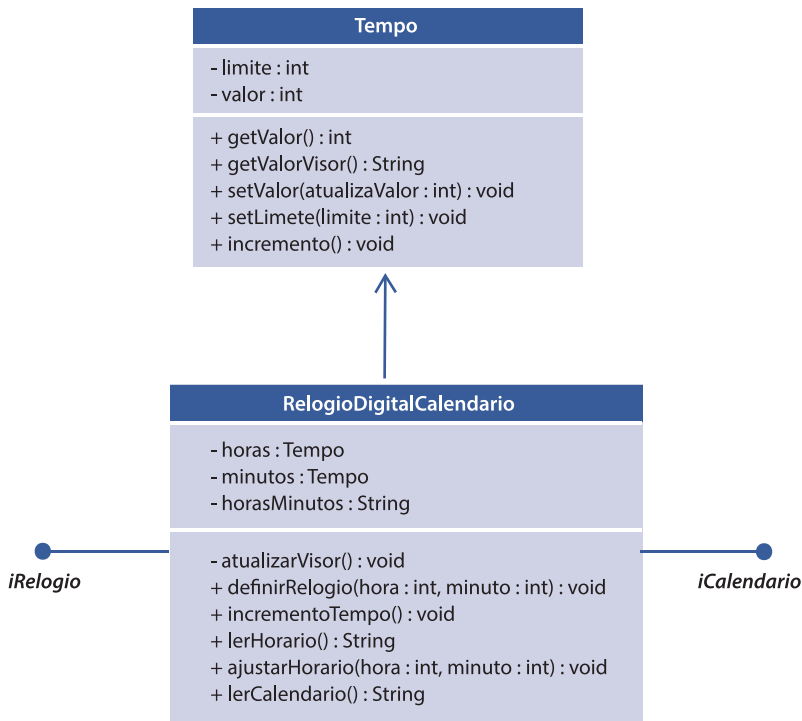 Tempo
- limite : int
- valor : int
+ getValor() : int
+ getValorVisor() : String
+ setValor(atualizaValor : int) : void
+ setLimete(limite : int) : void
+ incremento() : void
RelogioDigitalCalendario
- horas : Tempo
- minutos : Tempo
- horasMinutos : String
- atualizarVisor() : void
+ definirRelogio(hora : int, minuto : int) : void
+ incrementoTempo() : void
+ lerHorario() : String
+ ajustarHorario(hora : int, minuto : int) : void
+ lerCalendario() : String
iRelogio
iCalendario